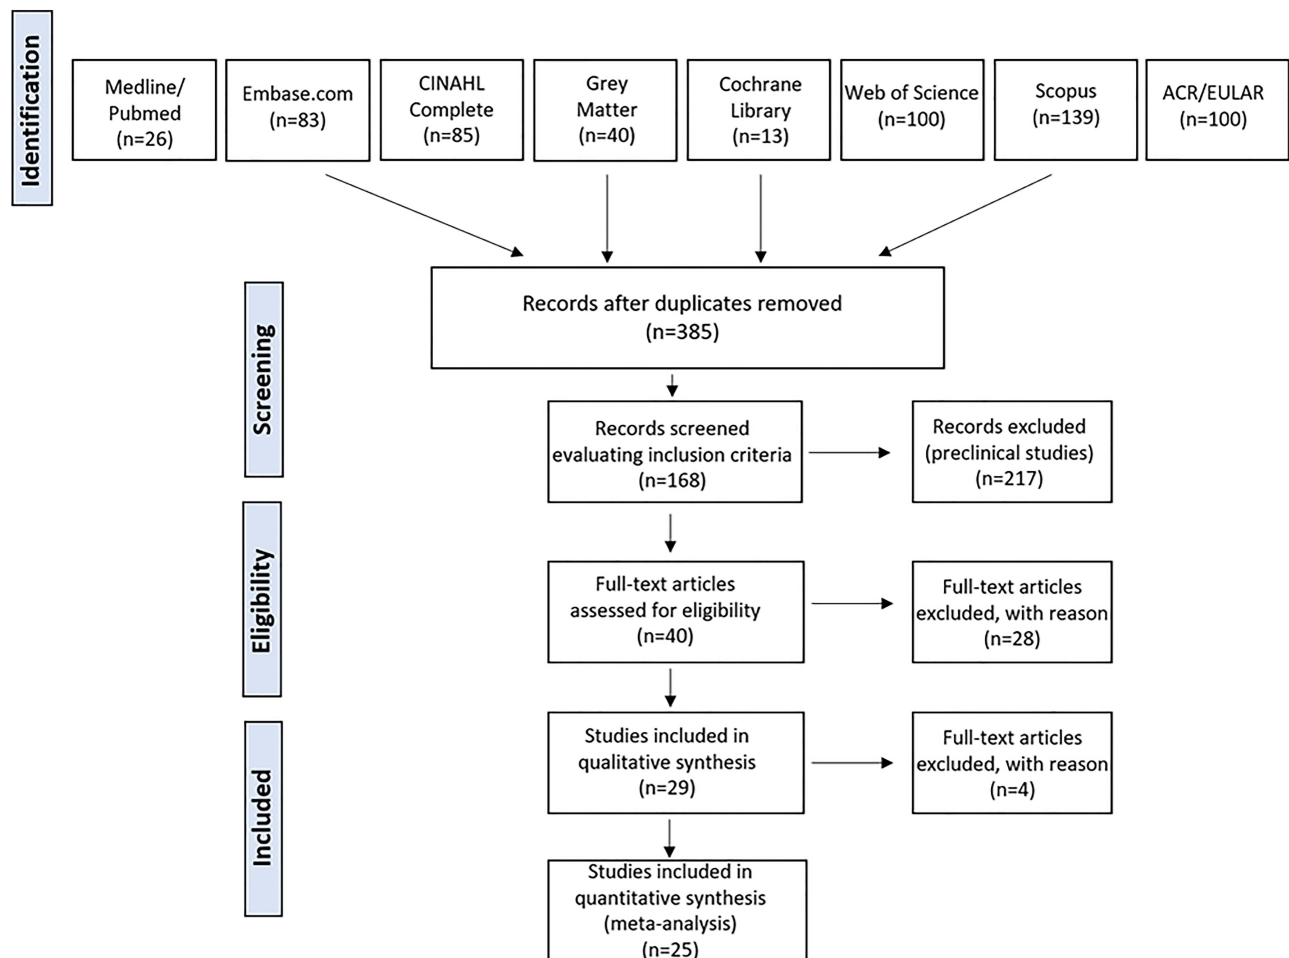 Identification
Medline/
Pubmed
(n=26)
Embase.com
(n=83)
CINAHL
Complete
(n=85)
Grey
Matter
(n=40)
Cochrane
Library
(n=13)
Web of Science
(n=100)
Scopus
(n=139)
ACR/EULAR
(n=100)
Records after duplicates removed
(n=385)
Screening
Records screened
evaluating inclusion criteria
(n=168)
Records excluded
(preclinical studies)
(n=217)
Eligibility
Full-text articles
assessed for eligibility
(n=40)
Full-text articles
excluded, with reason
(n=28)
Included
Studies included in
qualitative synthesis
(n=29)
Full-text articles
excluded, with reason
(n=4)
Studies included in
quantitative synthesis
(meta-analysis)
(n=25)